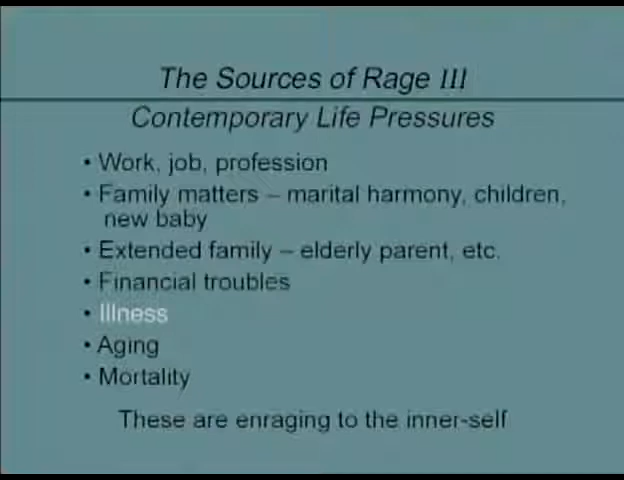 The Sources of Rage III
Contemporary Life Pressures
• Work, job, profession
• Family matters – marital harmony, children,
new baby
• Extended family – elderly parent, etc.
• Financial troubles
• Illness
• Aging
• Mortality
These are enraging to the inner-self